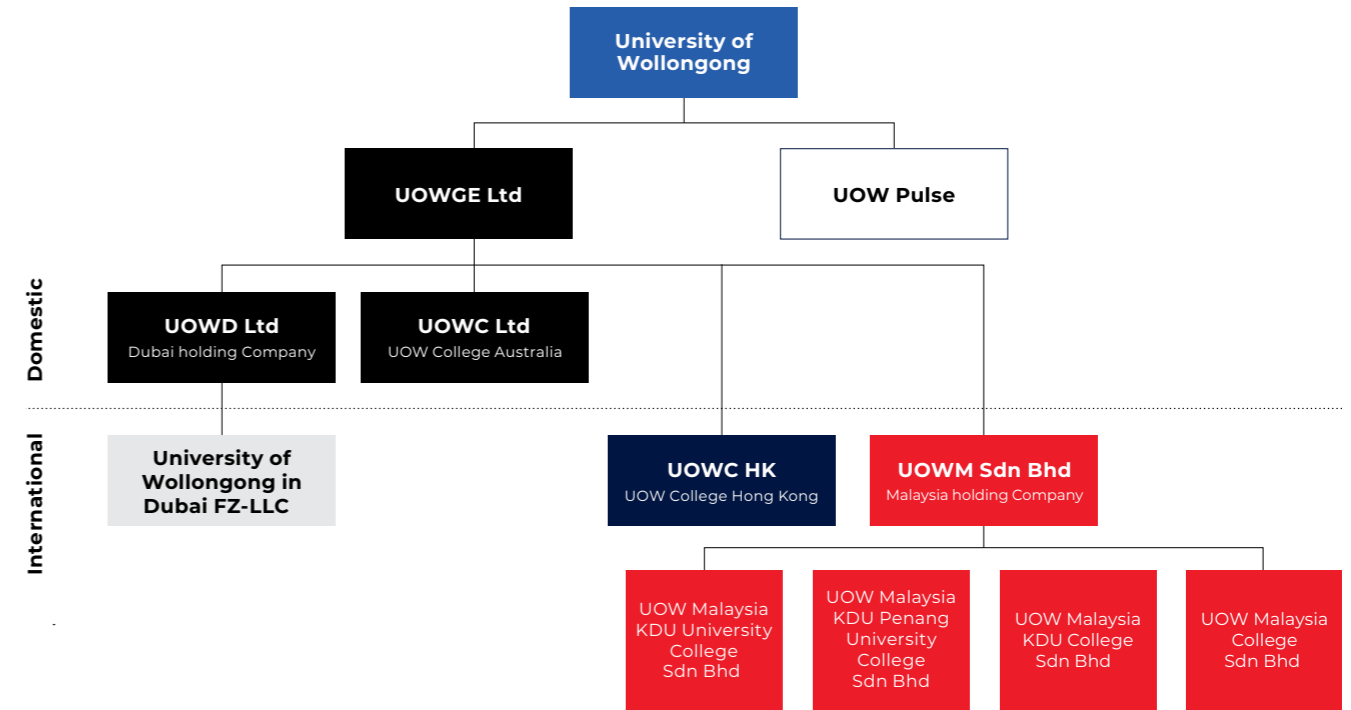 University of
Wollongong
UOWGE Ltd
UOW Pulse
Domestic
UOWD Ltd
Dubai holding Company
UOWC Ltd
UOW College Australia
International
University of
Wollongong in
Dubai FZ-LLC
UOWC HK
UOW College Hong Kong
UOWM Sdn Bhd
Malaysia holding Company
UOW Malaysia
KDU University
College
Sdn Bhd
UOW Malaysia
KDU Penang
University
College
Sdn Bhd
UOW Malaysia
KDU College
Sdn Bhd
UOW Malaysia
College
Sdn Bhd